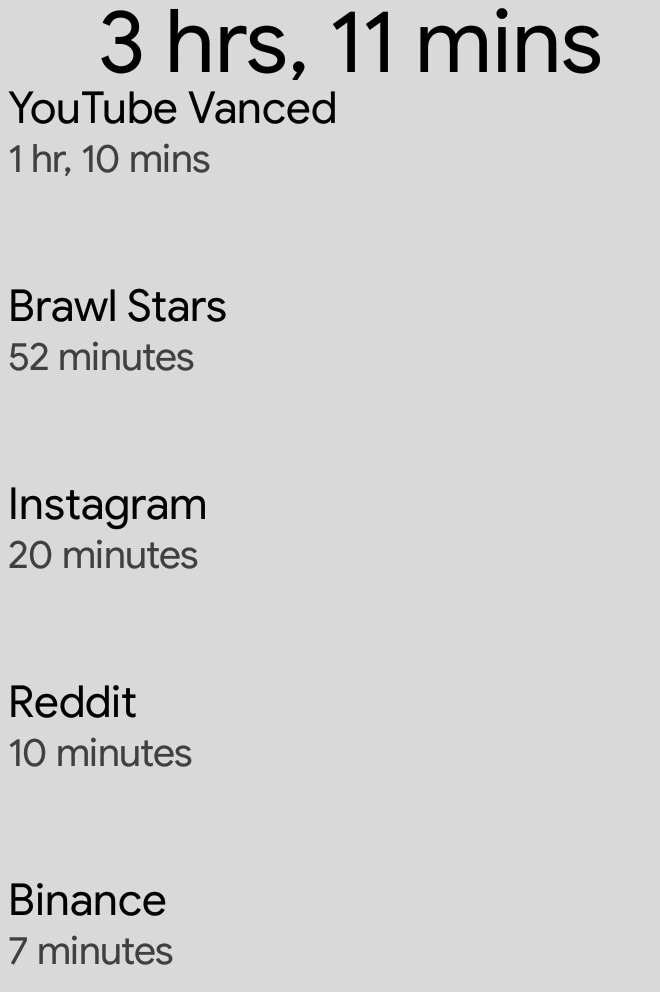 3 hrs, 11 mins
YouTube Vanced
1 hr, 10 mins
Brawl Stars
52 minutes
Instagram
20 minutes
Reddit
10 minutes
Binance
7 minutes